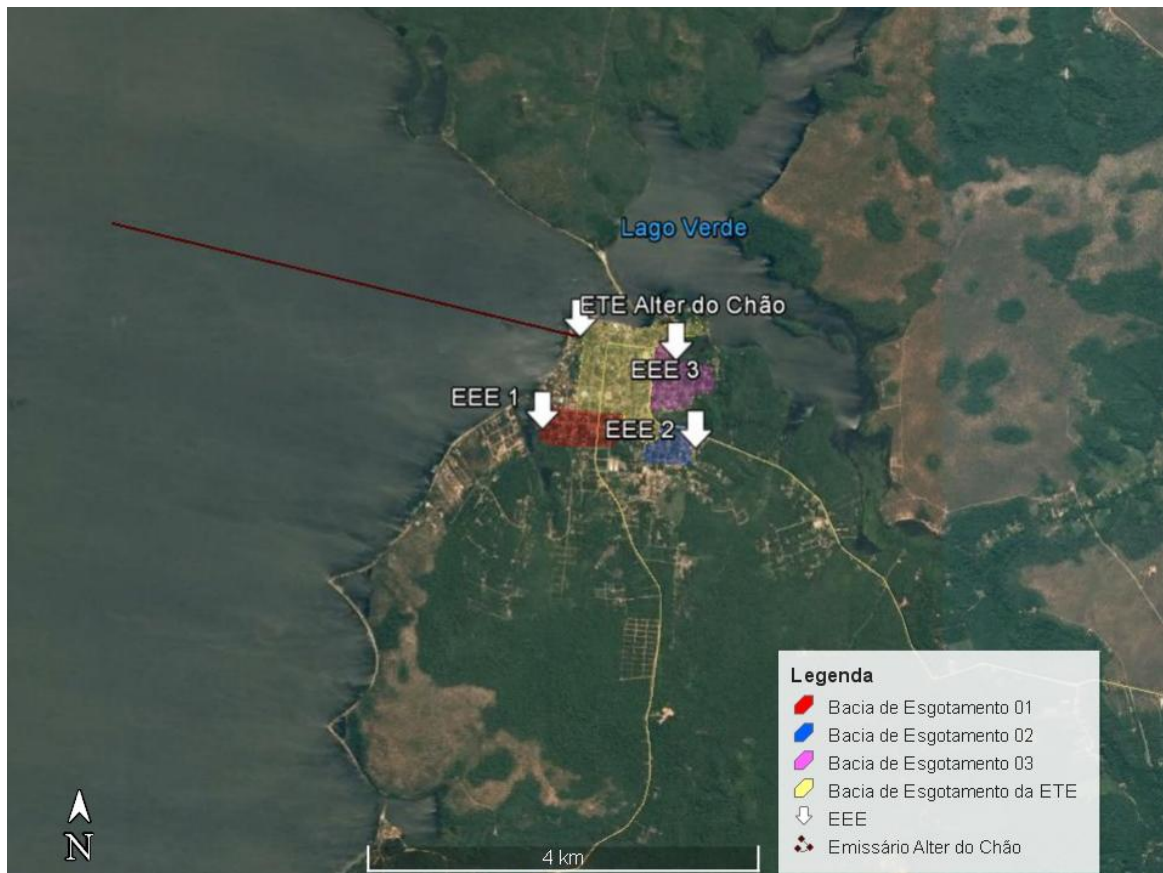 Lago Verde
ETE Alter do Chão
EEE 3
EEE 1
EEE 2
Legenda
Bacia de Esgotamento 01
Bacia de Esgotamento 02
Bacia de Esgotamento 03
Bacia de Esgotamento da ETE
EEE
Emissário Alter do Chão
N
4 km